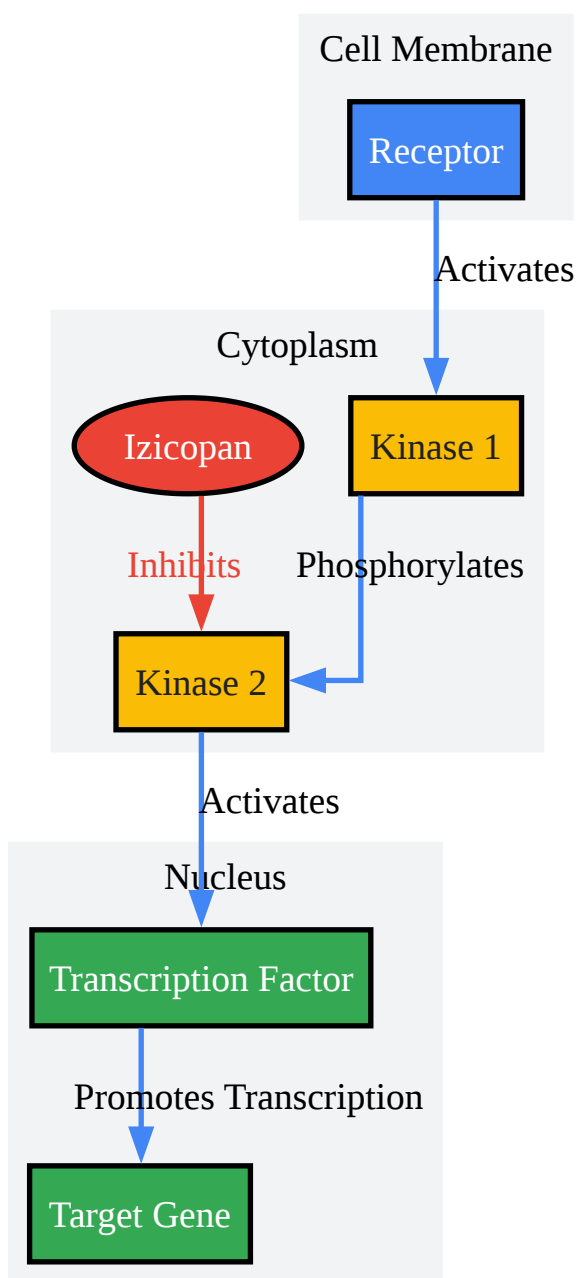 Cell Membrane
Receptor
Activates
Cytoplasm
Izicopan
Kinase 1
Inhibits
Phosphorylates
Kinase 2
Activates
Nucleus
Transcription Factor
Promotes Transcription
Target Gene